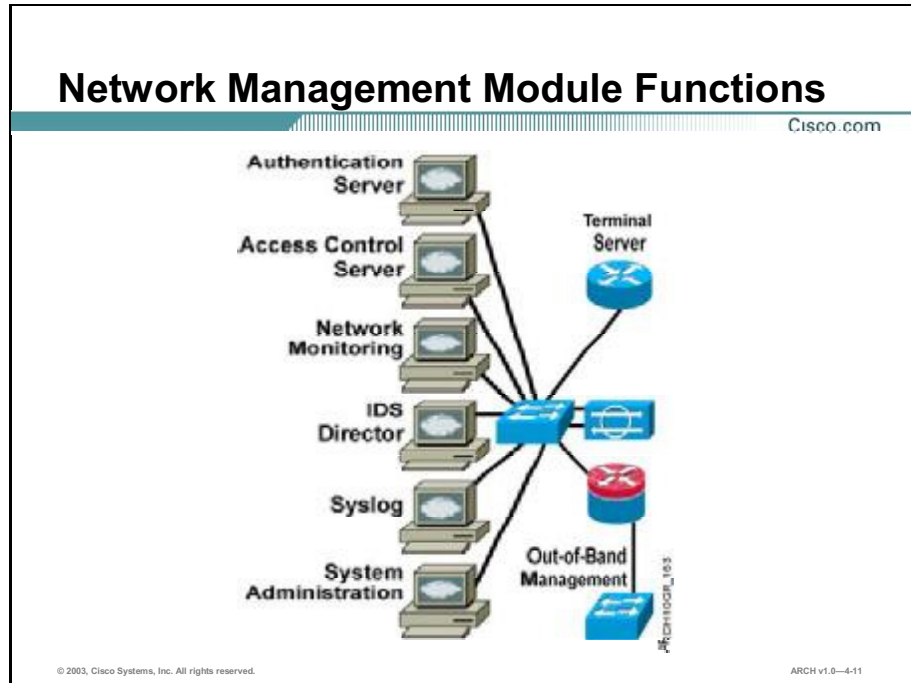 Network Management Module Functions
Cisco.com
Authentication
Server
Terminal
Server
Access Control
Server
Network
Monitoring
IDS
Director
Syslog
Out-of-Band
Management
System
Administration
© 2003, Cisco Systems, Inc. All rights reserved.
ARCH v1.0—4-11